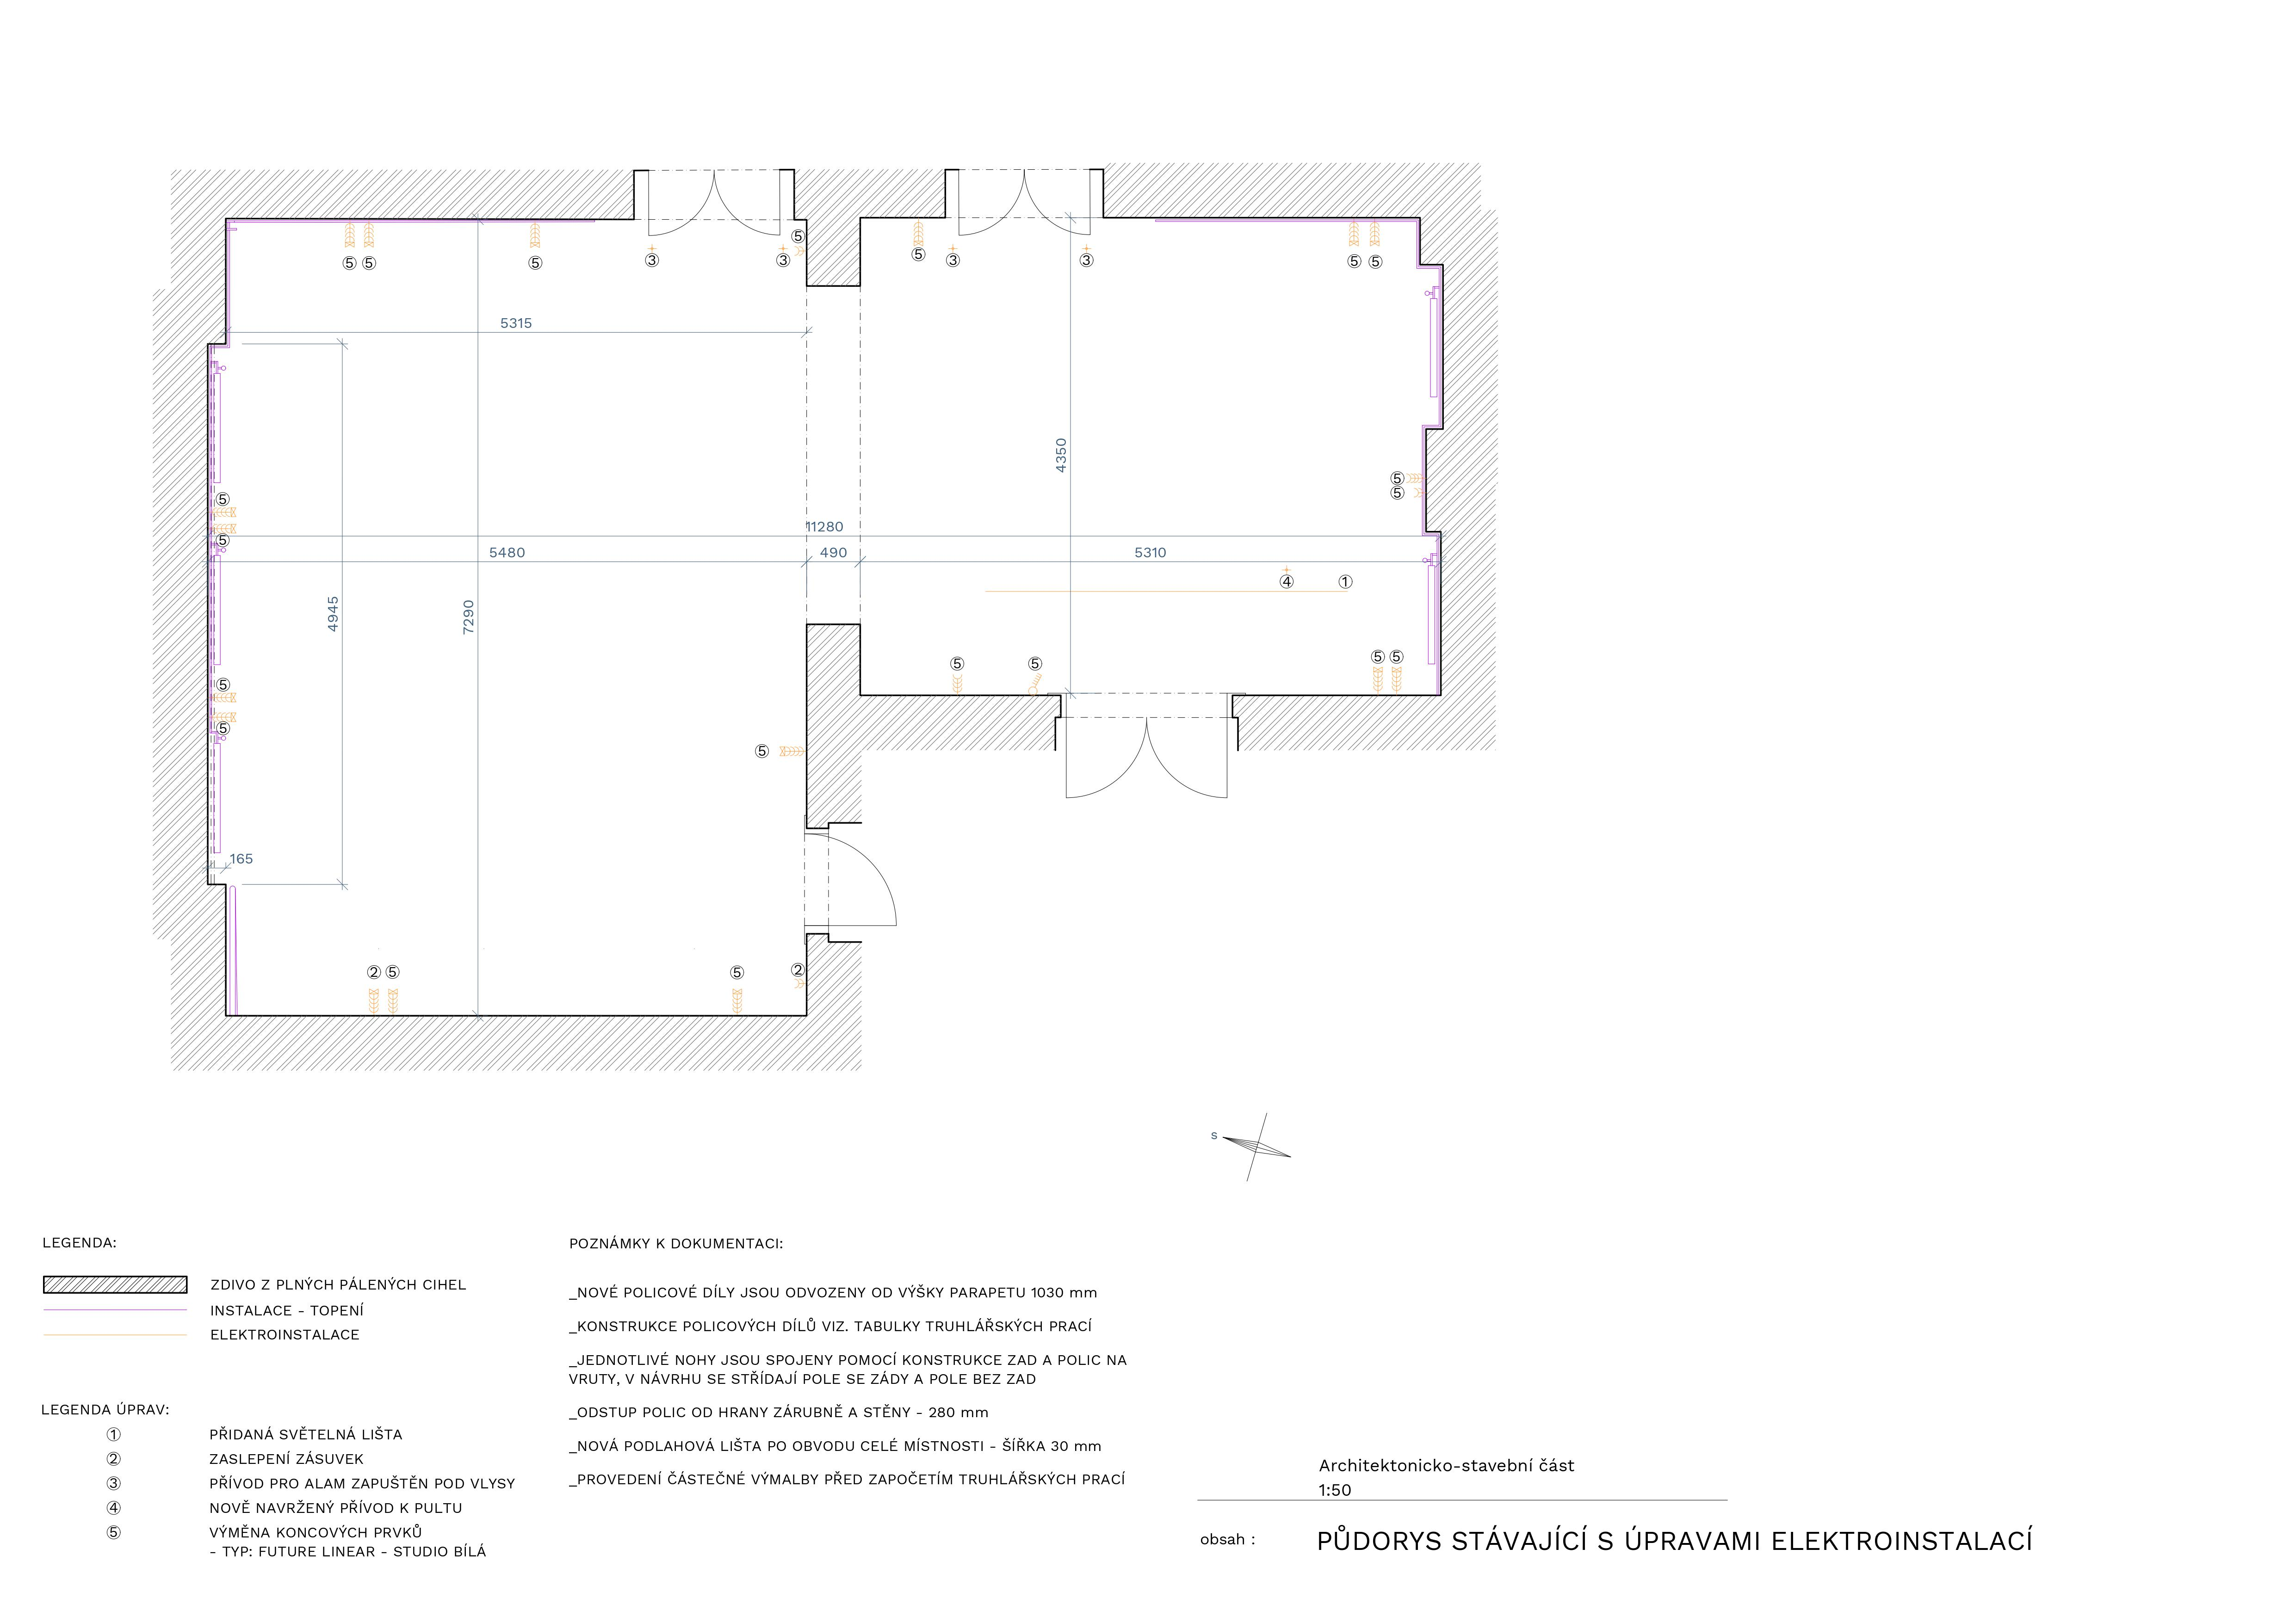 ⑤
⑤ ⑤ ⑤ ③ ③ ⑤ ③ ③ ⑤ ⑤
5315
4350
⑤
⑤
⑤
11280
⑤
5480 490 5310
④ ①
4945
7290
⑤ ⑤ ⑤ ⑤
⑤
⑤
⑤
165
② ⑤ ⑤ ②
S
LEGENDA:
ZDIVO Z PLNÝCH PÁLENÝCH CIHEL
INSTALACE - TOPENÍ
ELEKTROINSTALACE
LEGENDA ÚPRAV:
① PŘIDANÁ SVĚTELNÁ LIŠTA
② ZASLEPENÍ ZÁSUVEK
③ PŘÍVOD PRO ALAM ZAPUŠTĚN POD VLYSY
④ NOVĚ NAVRŽENÝ PŘÍVOD K PULTU
⑤ VÝMĚNA KONCOVÝCH PRVKŮ
- TYP: FUTURE LINEAR - STUDIO BÍLÁ
POZNÁMKY K DOKUMENTACI:
_NOVÉ POLICOVÉ DÍLY JSOU ODVOZENY OD VÝŠKY PARAPETU 1030 mm
_KONSTRUKCE POLICOVÝCH DÍLŮ VIZ. TABULKY TRUHLÁŘSKÝCH PRACÍ
_JEDNOTLIVÉ NOHY JSOU SPOJENY POMOCÍ KONSTRUKCE ZAD A POLIC NA
VRUTY, V NÁVRHU SE STŘÍDAJÍ POLE SE ZÁDY A POLE BEZ ZAD
_ODSTUP POLIC OD HRANY ZÁRUBNĚ A STĚNY - 280 mm
_NOVÁ PODLAHOVÁ LIŠTA PO OBVODU CELÉ MÍSTNOSTI - ŠÍŘKA 30 mm
_PROVEDENÍ ČÁSTEČNÉ VÝMALBY PŘED ZAPOČETÍM TRUHLÁŘSKÝCH PRACÍ
Architektonicko-stavební část
1:50
obsah : PŮDORYS STÁVAJÍCÍ S ÚPRAVAMI ELEKTROINSTALACÍ